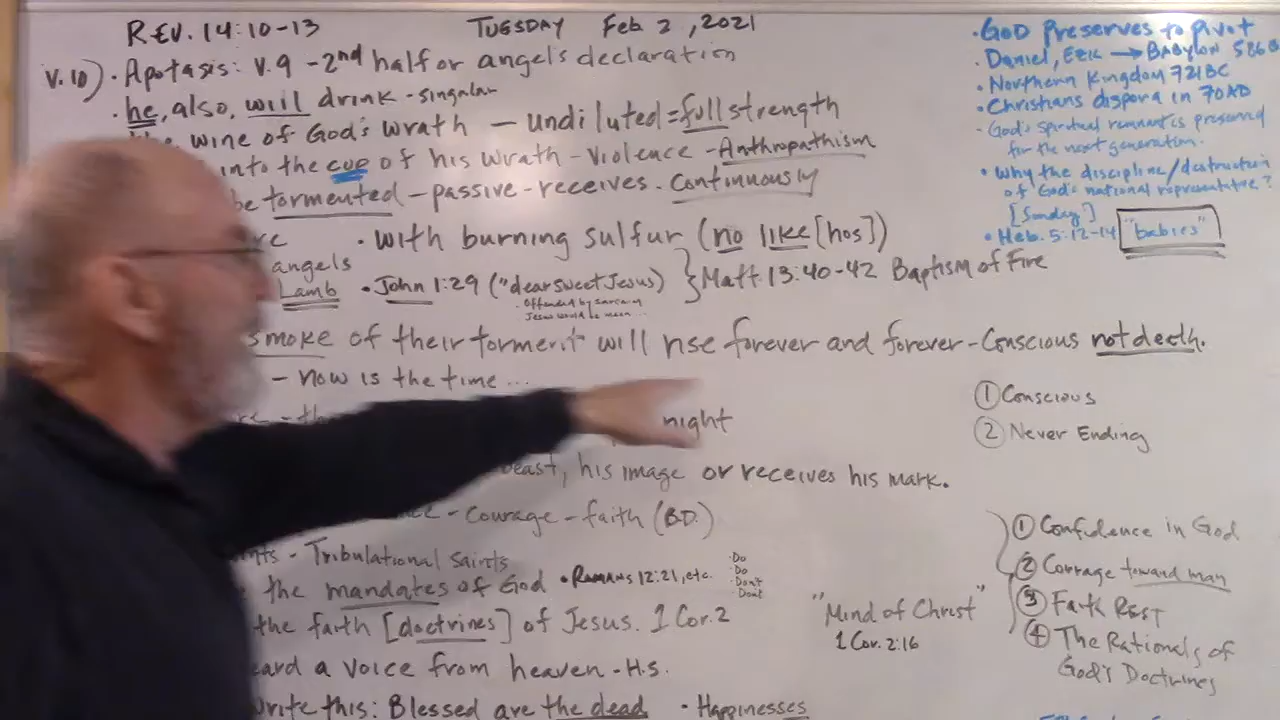 REV. 14:10-13
TUESDAY Feb 2, 2021
V.10) • Apotasis: V.9 - 2nd half or angel's declaration
• he, also, will drink - singular
wine of God's wrath - undiluted = full strength
into the cup of his wrath - Violence - Anthropathism
be tormented - passive - receives. Continuously
• with burning sulfur (no like [hos])
angels
Lamb • John 1:29 ("dear sweet Jesus) } Matt. 13:40-42 Baptism of Fire
• Offended by sarcasm
Jesus would be mean ...
smoke of their torment will rise forever and forever - Conscious not death.
- now is the time ...
night
beast, his image or receives his mark.
- Courage - faith (B.D.)
- Tribulational Saints
the mandates of God • Romans 12:21, etc.
• Do
• Do
• Don't
• Don't
the faith [doctrines] of Jesus. 1 Cor. 2
a voice from heaven - H.S.
write this: Blessed are the dead • Happinesses
"Mind of Christ"
1 Cor. 2:16
• GOD Preserves to Pivot
• Daniel, EZIK → BABYLON 586 B
• Northern Kingdom 721 BC
• Christians dispora in 70 AD
• God's spiritual remnant is preserved
for the next generation.
• Why the discipline/destruction
of God's national representitive?
[Sunday]
• Heb. 5:12-14 "babies"
① Conscious
② Never Ending
① Confidence in God
② Corrage toward man
③ Faith Rest
④ The Rationals of
God's Doctrines